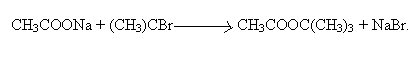 CH₃COONa + (CH₃)CBr⟶ CH₃COOC(CH₃)₃ + NaBr.